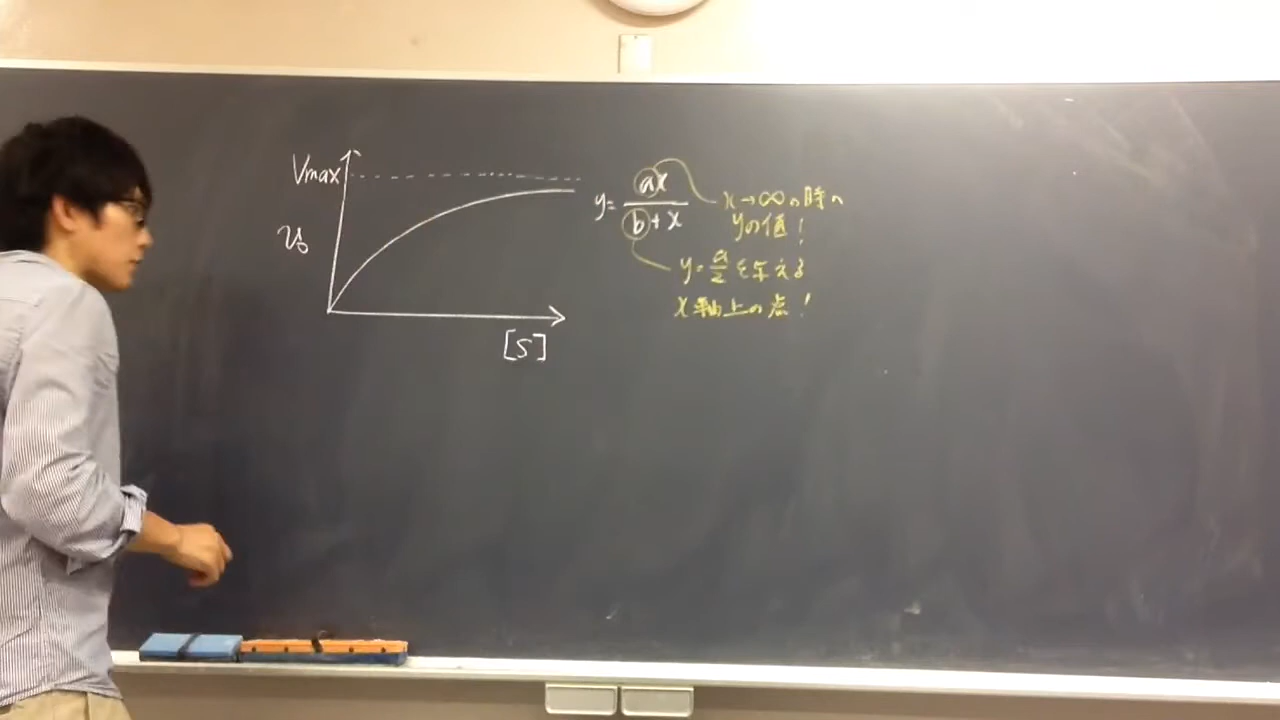 Vmax
v₀
[S]
y = ax / (b + x)
x→∞の時の
yの値!
y = a/2 を与える
x軸上の点!